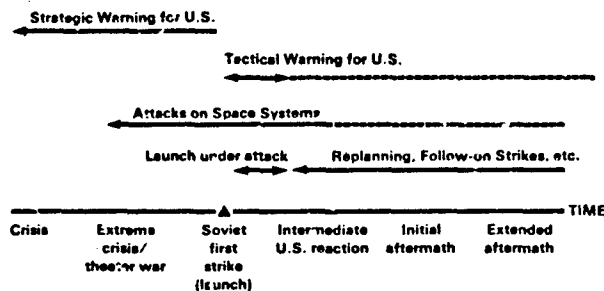 Strategic Warning for U.S.
Tactical Warning for U.S.
Attacks on Space Systems
Launch under attack
Replanning, Follow-on Strikes, etc.
TIME
Crisis
Extreme
crisis/
theater war
Soviet
first
strike
(launch)
Intermediate
U.S. reaction
Initial
aftermath
Extended
aftermath